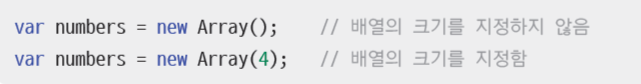 var numbers = new Array();    // 배열의 크기를 지정하지 않음
var numbers = new Array(4);   // 배열의 크기를 지정함